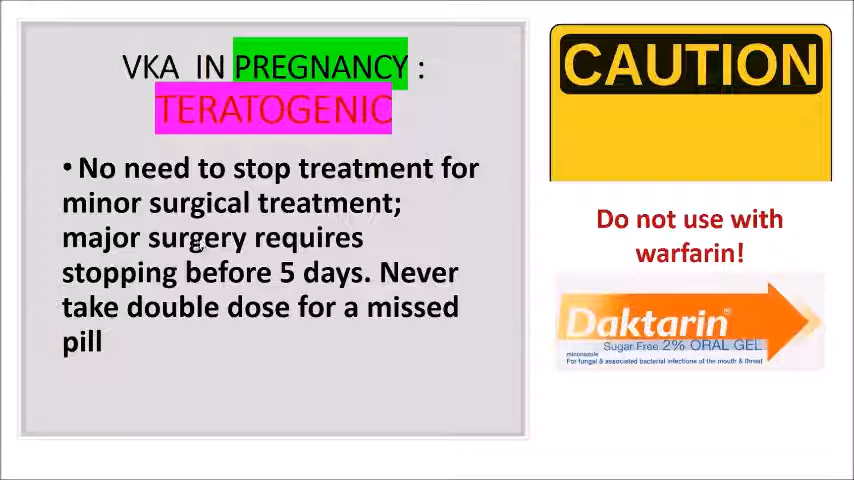 VKA IN PREGNANCY :
TERATOGENIC
• No need to stop treatment for
minor surgical treatment;
major surgery requires
stopping before 5 days. Never
take double dose for a missed
pill
CAUTION
Do not use with
warfarin!
Daktarin®
Sugar Free 2% ORAL GEL
miconazole
For fungal & associated bacterial infections of the mouth & throat